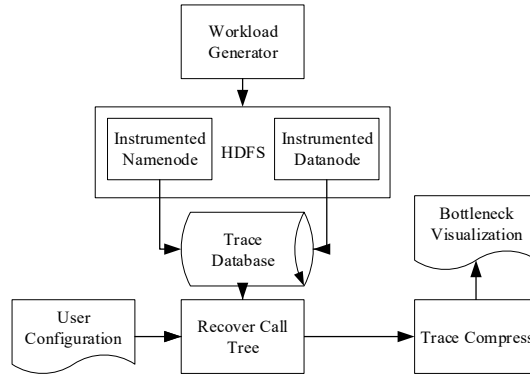 Workload
Generator
Instrumented
Namenode
HDFS
Instrumented
Datanode
Trace
Database
Bottleneck
Visualization
User
Configuration
Recover Call
Tree
Trace Compress